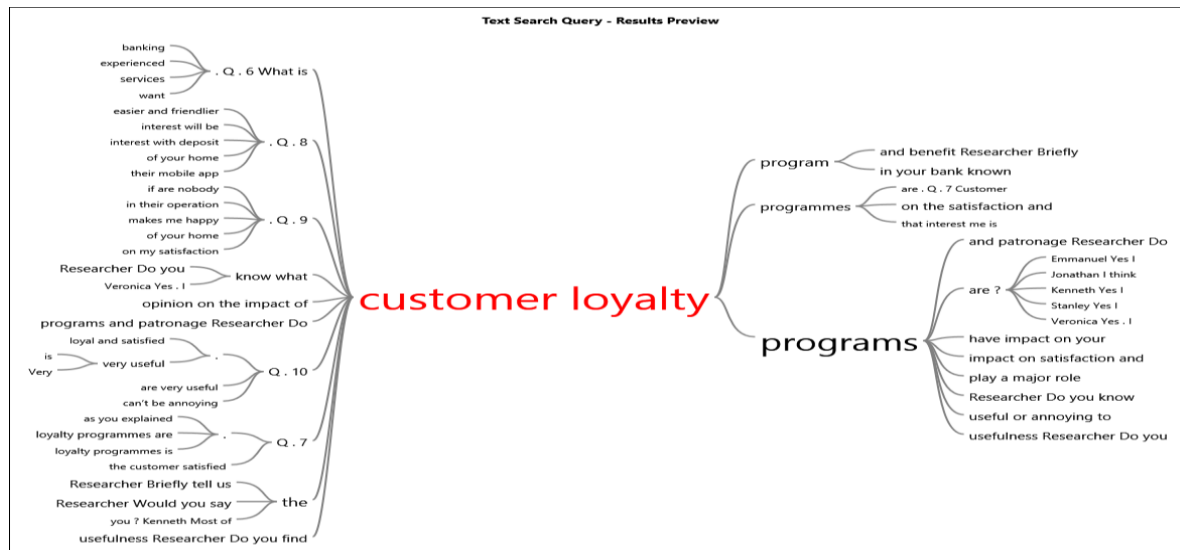 Text Search Query - Results Preview
banking
experienced
services
want
. Q . 6 What is
easier and friendlier
interest will be
interest with deposit
of your home
their mobile app
. Q . 8
if are nobody
in their operation
makes me happy
of your home
on my satisfaction
. Q . 9
Researcher Do you
Veronica Yes . I
know what
opinion on the impact of
programs and patronage Researcher Do
loyal and satisfied
is
Very
very useful
.
are very useful
can't be annoying
Q . 10
as you explained
loyalty programmes are
loyalty programmes is
.
the customer satisfied
Q . 7
Researcher Briefly tell us
Researcher Would you say
you ? Kenneth Most of
the
usefulness Researcher Do you find
customer loyalty
program
and benefit Researcher Briefly
in your bank known
programmes
are . Q . 7 Customer
on the satisfaction and
that interest me is
programs
and patronage Researcher Do
are ?
Emmanuel Yes I
Jonathan I think
Kenneth Yes I
Stanley Yes I
Veronica Yes . I
have impact on your
impact on satisfaction and
play a major role
Researcher Do you know
useful or annoying to
usefulness Researcher Do you